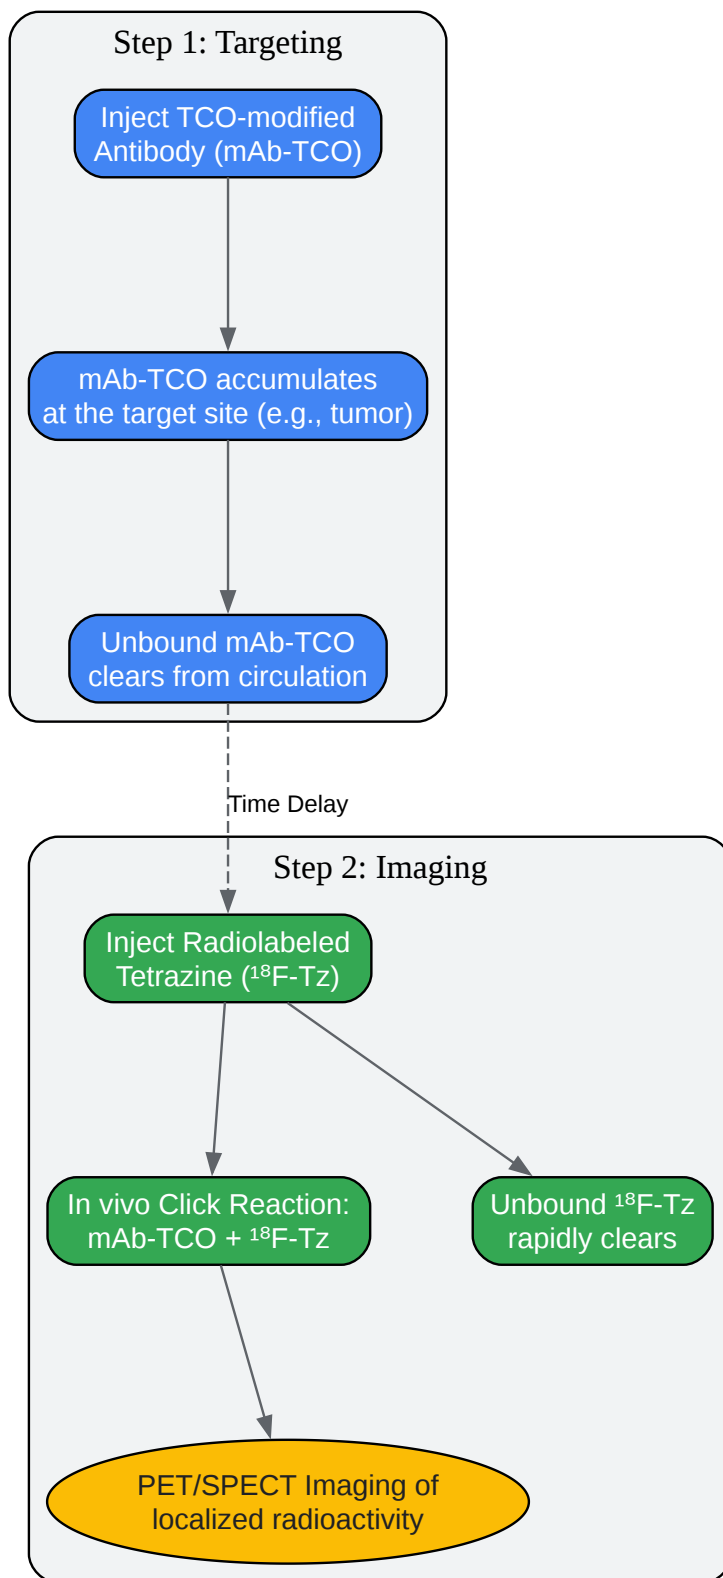 Step 1: Targeting
Inject TCO-modified
Antibody (mAb-TCO)
mAb-TCO accumulates
at the target site (e.g., tumor)
Unbound mAb-TCO
clears from circulation
Time Delay
Step 2: Imaging
Inject Radiolabeled
Tetrazine (¹⁸F-Tz)
In vivo Click Reaction:
mAb-TCO + ¹⁸F-Tz
Unbound ¹⁸F-Tz
rapidly clears
PET/SPECT Imaging of
localized radioactivity